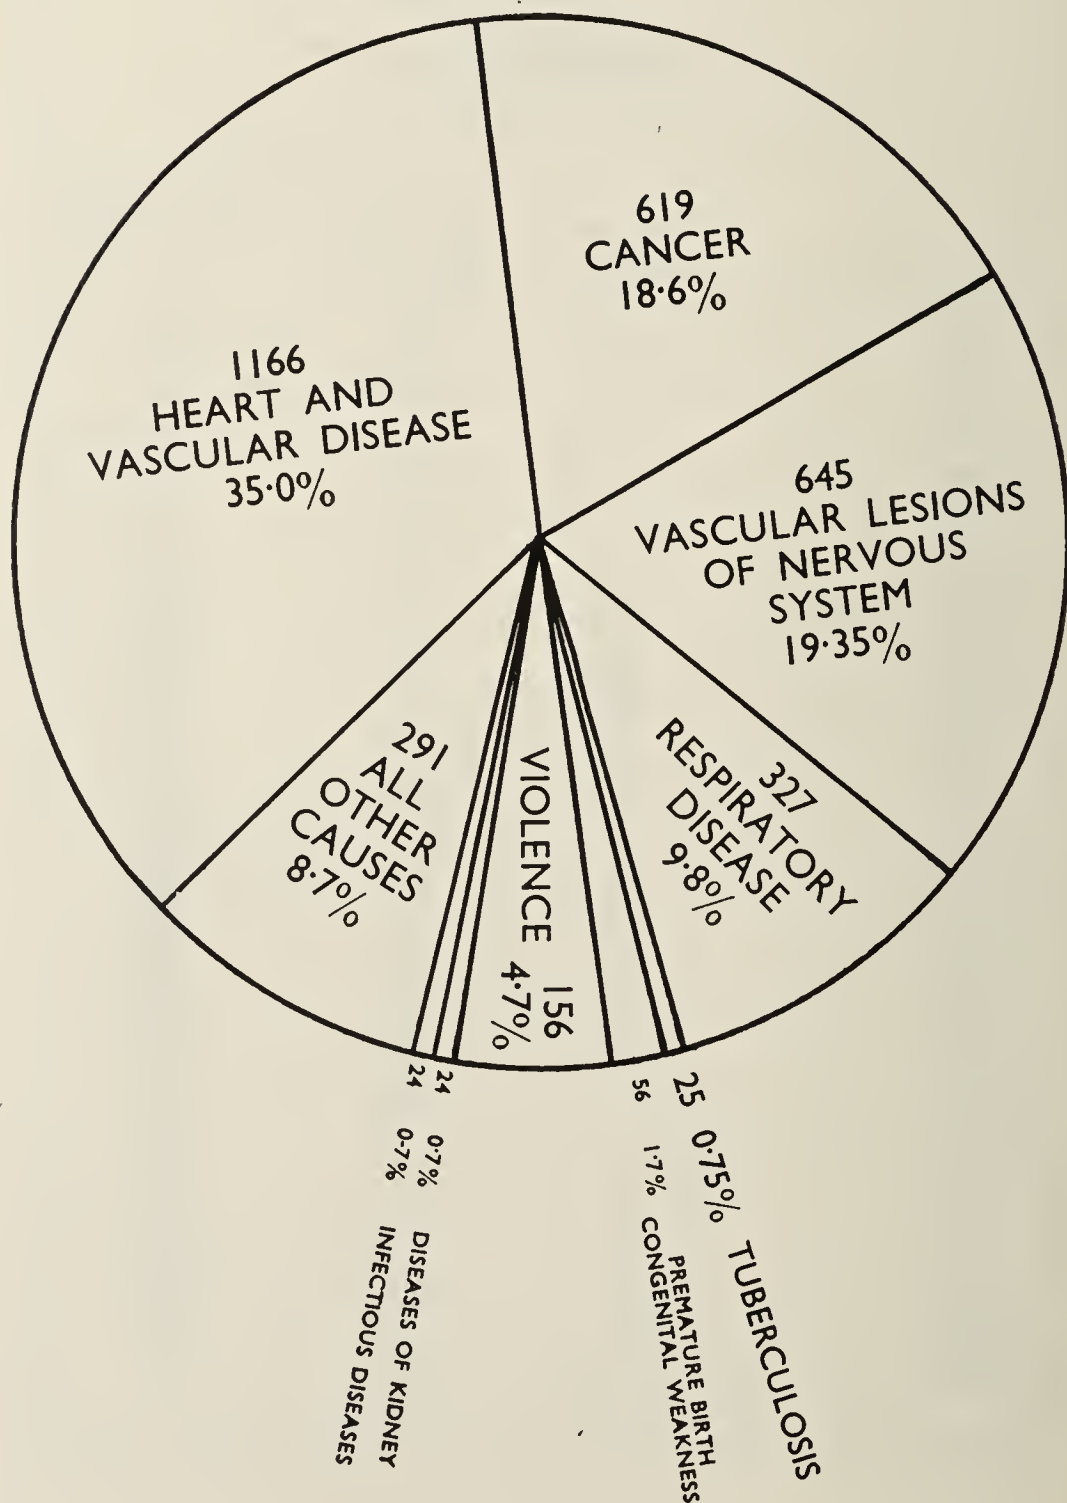 619
CANCER
18·6%
1166
HEART AND
VASCULAR DISEASE
35·0%
645
VASCULAR LESIONS
OF NERVOUS
SYSTEM
19·35%
327
RESPIRATORY
DISEASE
9·8%
291
ALL
OTHER
CAUSES
8·7%
VIOLENCE
156
4·7%
25 0·75% TUBERCULOSIS
56 1·7% PREMATURE BIRTH
CONGENITAL WEAKNESS
24 0·7% DISEASES OF KIDNEY
24 0·7% INFECTIOUS DISEASES